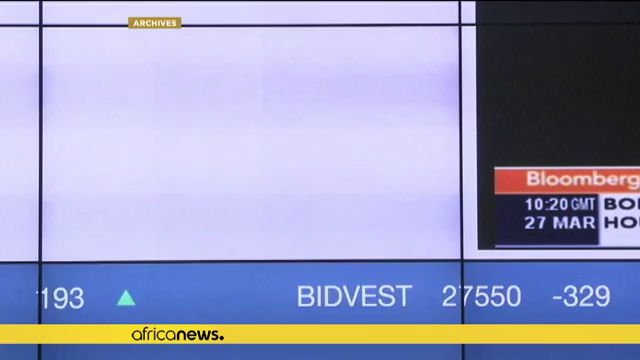 ARCHIVES
Bloomberg
10:20 GMT
27 MAR
193 ▲ BIDVEST 27550 -329
africanews.